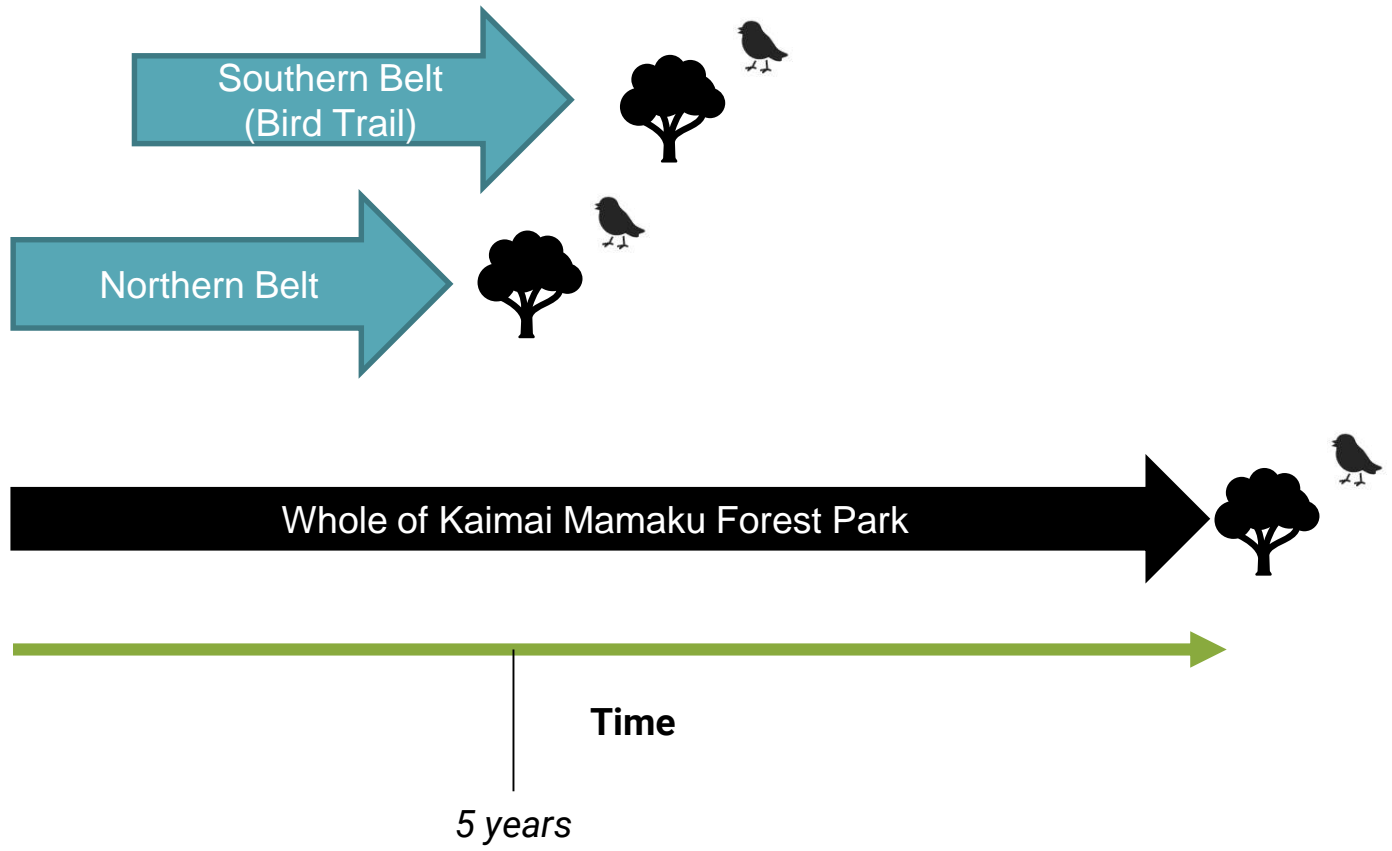 Southern Belt
(Bird Trail)
Northern Belt
Whole of Kaimai Mamaku Forest Park
Time
5 years